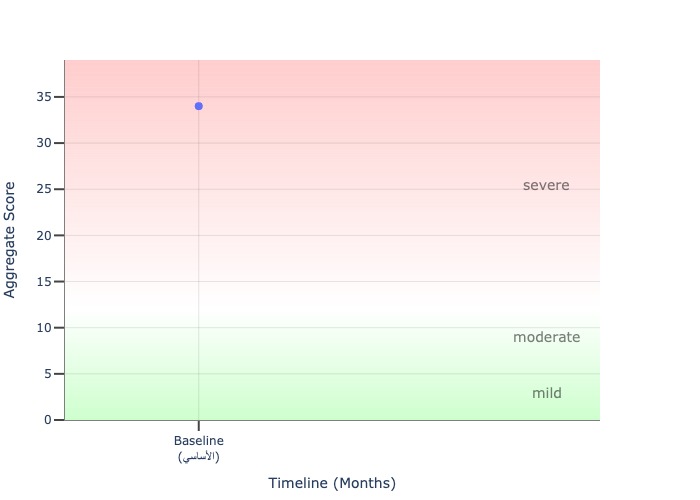 35
30
25
20
15
10
5
0
Aggregate Score
severe
moderate
mild
Baseline
(الأساسي)
Timeline (Months)